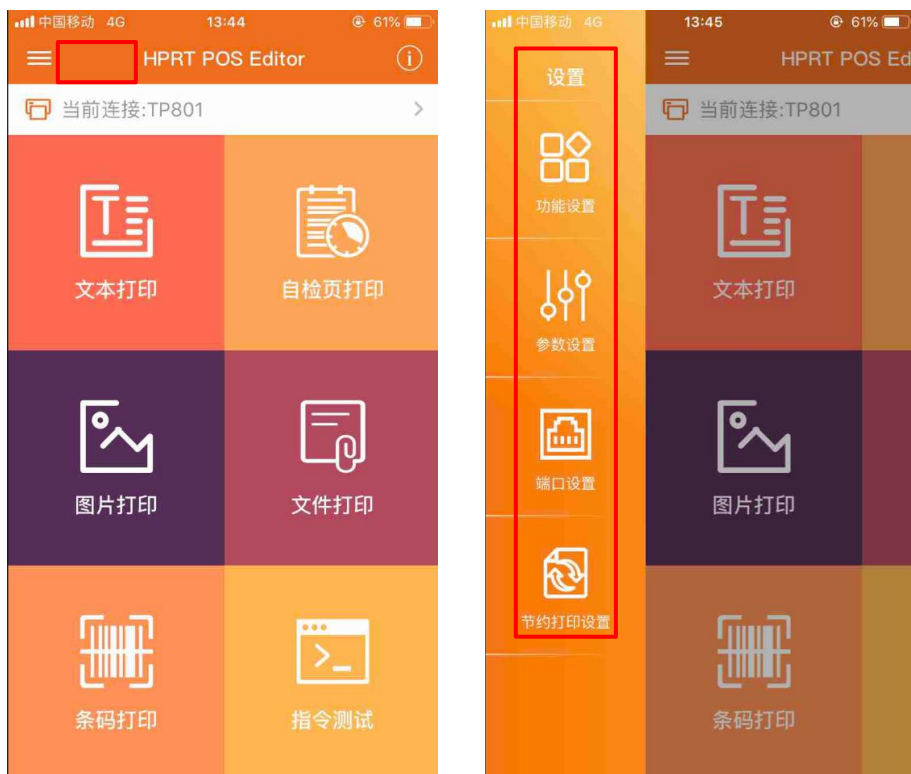 中国移动 4G 13:44 61%
HPRT POS Editor
当前连接:TP801
文本打印 自检页打印
图片打印 文件打印
条码打印 指令测试
中国移动 4G 13:45 61%
设置
HPRT POS Ed
当前连接:TP801
功能设置
文本打印
参数设置
端口设置
图片打印
节约打印设置
条码打印